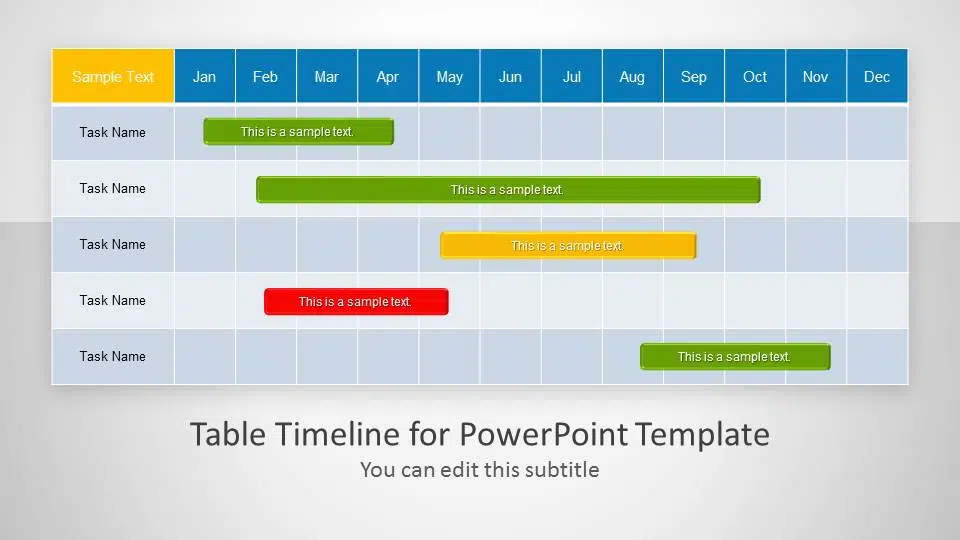 Sample Text Jan Feb Mar Apr May Jun Jul Aug Sep Oct Nov Dec
Task Name This is a sample text.
Task Name This is a sample text.
Task Name This is a sample text.
Task Name This is a sample text.
Task Name This is a sample text.
Table Timeline for PowerPoint Template
You can edit this subtitle